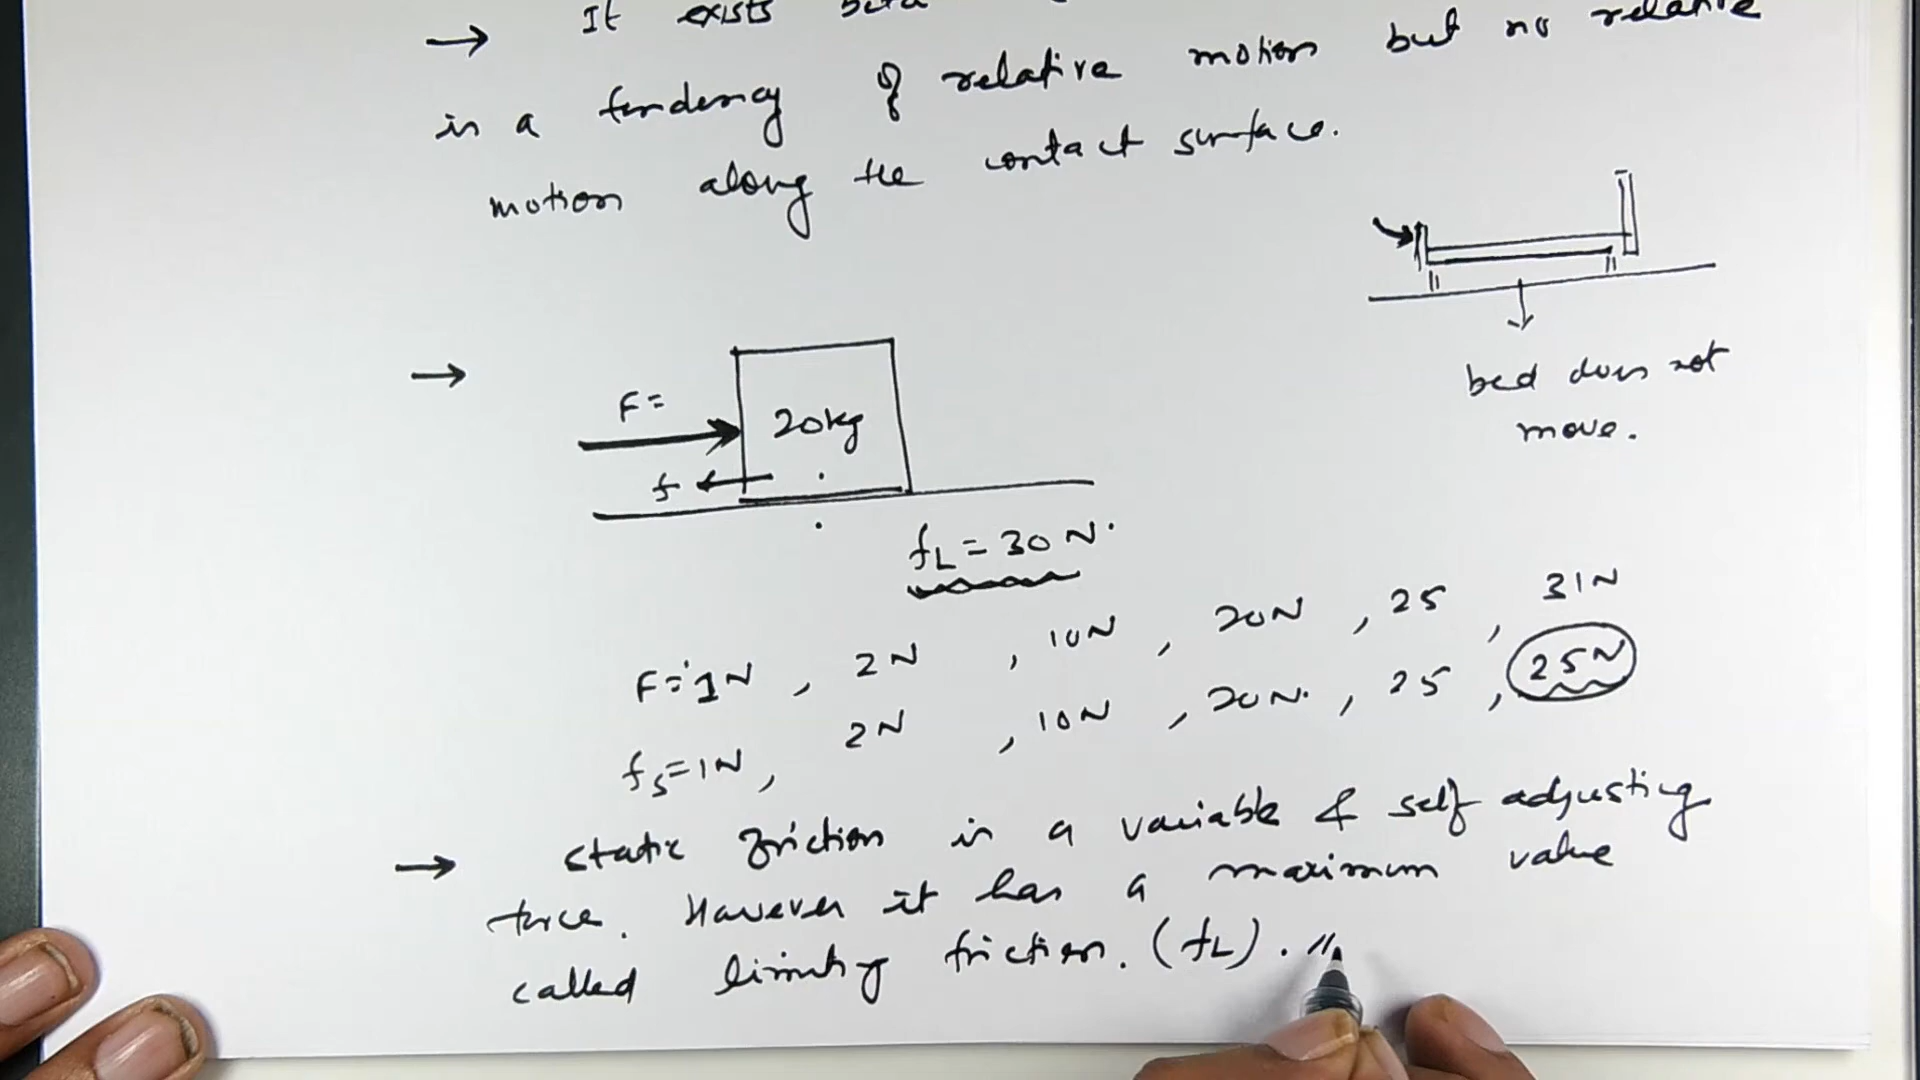 → It exists
in a tendency of relative motion but no relative
motion along the contact surface.
bed does not
move.
→
F=
20kg
f
fL = 30 N.
F = 1N , 2N , 10N , 20N , 25 , 31N
fs = 1N , 2N , 10N , 20N. , 25 , 25N
→ static friction in a variable & self adjusting
force. However it has a maximum value
called limiting friction. (fL). "